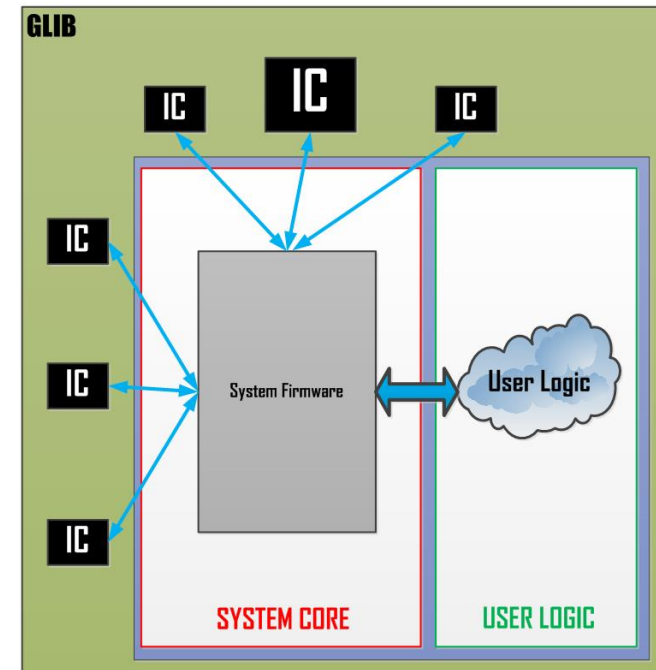 GLIB
IC
IC
IC
IC
IC
IC
System Firmware
User Logic
SYSTEM CORE
USER LOGIC